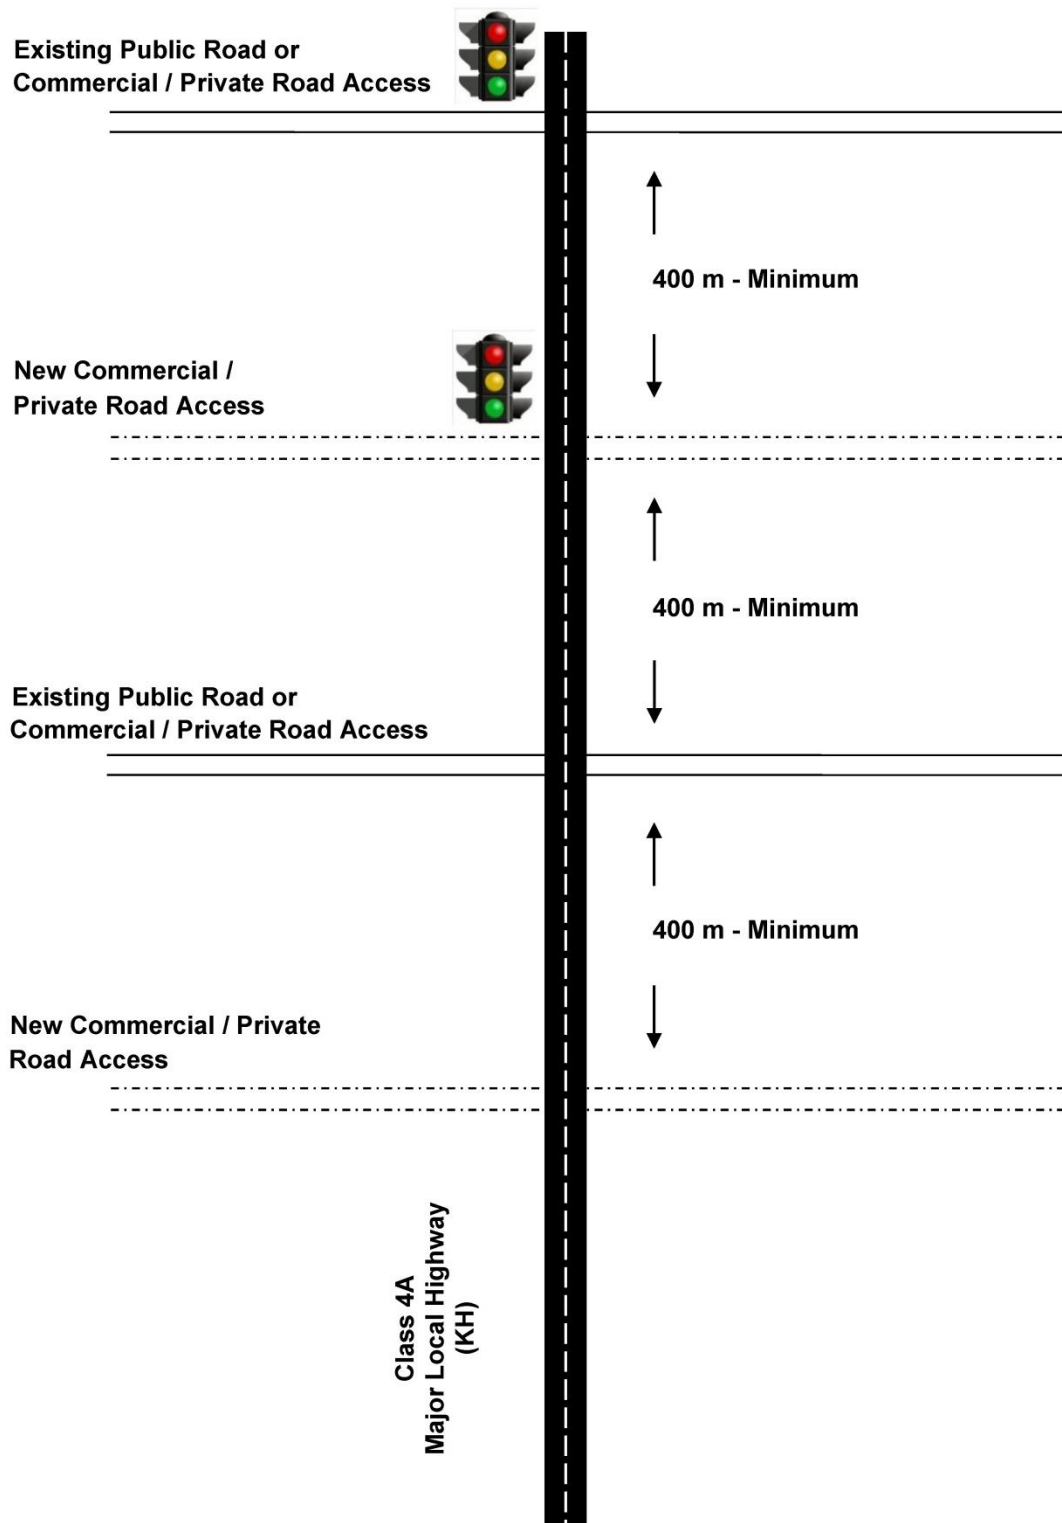 Existing Public Road or
Commercial / Private Road Access
400 m - Minimum
New Commercial /
Private Road Access
400 m - Minimum
Existing Public Road or
Commercial / Private Road Access
400 m - Minimum
New Commercial / Private
Road Access
Class 4A
Major Local Highway
(KH)